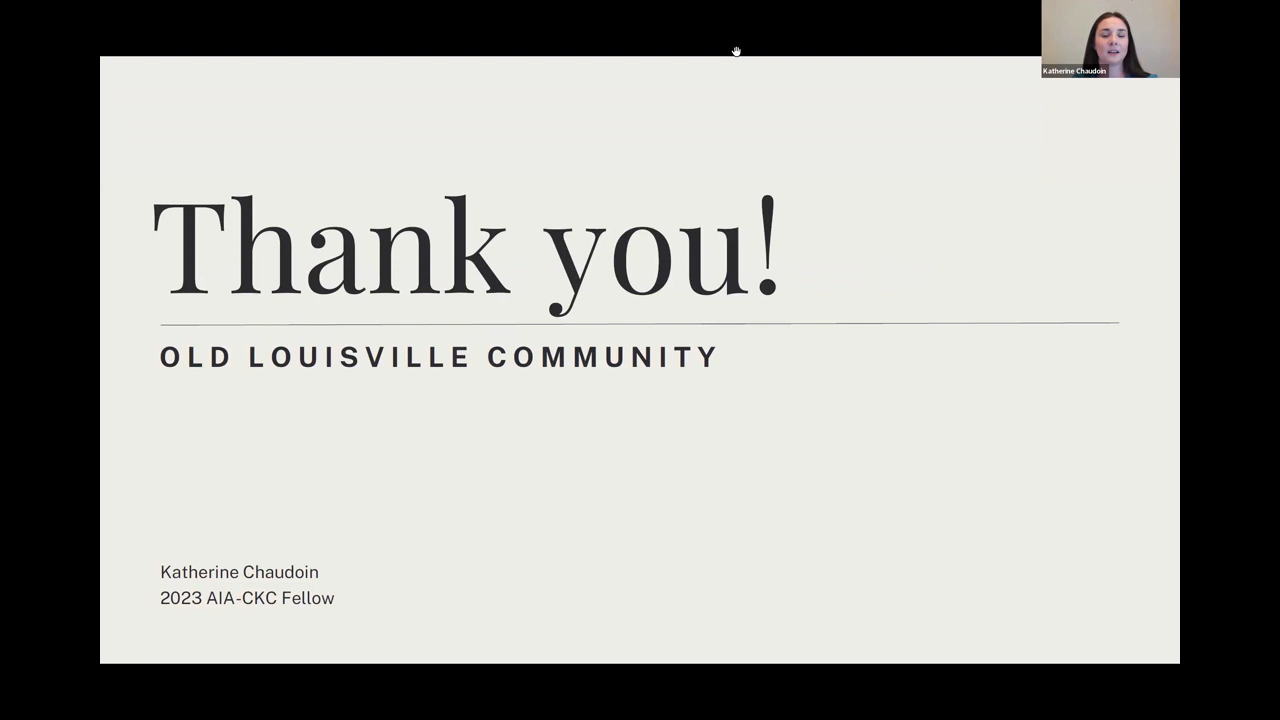 Katherine Chaudoin
Thank you!
OLD LOUISVILLE COMMUNITY
Katherine Chaudoin
2023 AIA-CKC Fellow